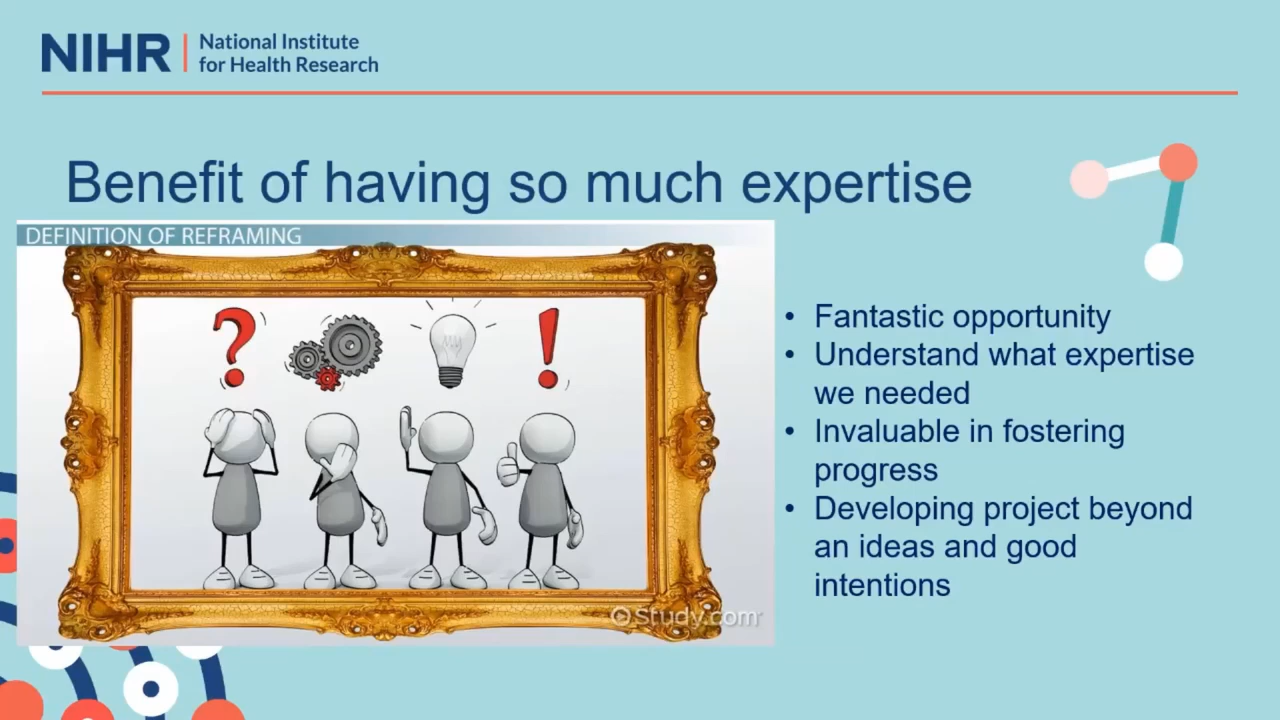 NIHR
National Institute
for Health Research
Benefit of having so much expertise
DEFINITION OF REFRAMING
? !
Study.com
• Fantastic opportunity
• Understand what expertise
we needed
• Invaluable in fostering
progress
• Developing project beyond
an ideas and good
intentions